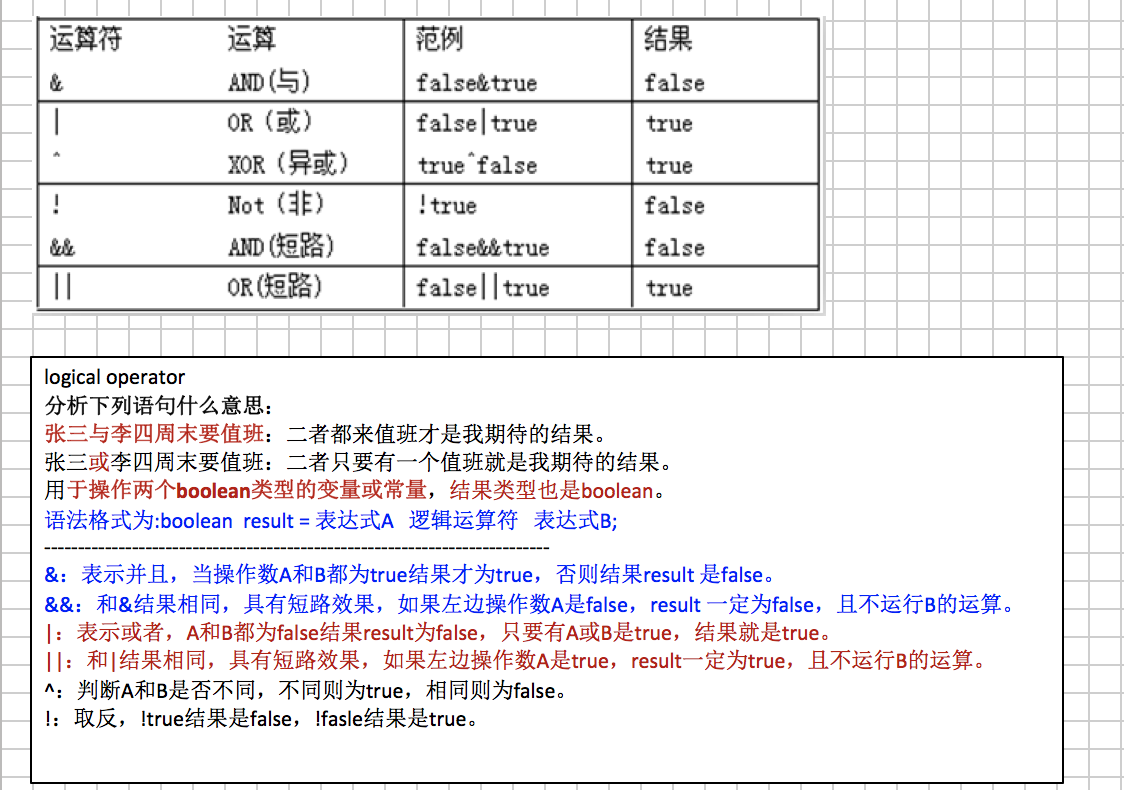 运算符 运算 范例 结果
& AND(与) false&true false
| OR（或） false|true true
^ XOR（异或） true^false true
! Not（非） !true false
&& AND(短路) false&&true false
|| OR(短路) false||true true
logical operator
分析下列语句什么意思：
张三与李四周末要值班：二者都来值班才是我期待的结果。
张三或李四周末要值班：二者只要有一个值班就是我期待的结果。
用于操作两个boolean类型的变量或常量，结果类型也是boolean。
语法格式为:boolean result = 表达式A 逻辑运算符 表达式B;
--------------------------------------------------------------------------
&：表示并且，当操作数A和B都为true结果才为true，否则结果result 是false。
&&：和&结果相同，具有短路效果，如果左边操作数A是false，result 一定为false，且不运行B的运算。
|：表示或者，A和B都为false结果result为false，只要有A或B是true，结果就是true。
||：和|结果相同，具有短路效果，如果左边操作数A是true，result一定为true，且不运行B的运算。
^：判断A和B是否不同，不同则为true，相同则为false。
!：取反，!true结果是false，!fasle结果是true。